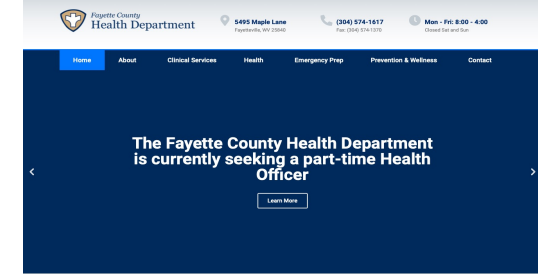 Fayette County
Health Department
5495 Maple Lane
Fayetteville, WV 25840
(304) 574-1617
Fax: (304) 574-1370
Mon - Fri: 8:00 - 4:00
Closed Sat and Sun
Home About Clinical Services Health Emergency Prep Prevention & Wellness Contact
The Fayette County Health Department
is currently seeking a part-time Health
Officer
Learn More